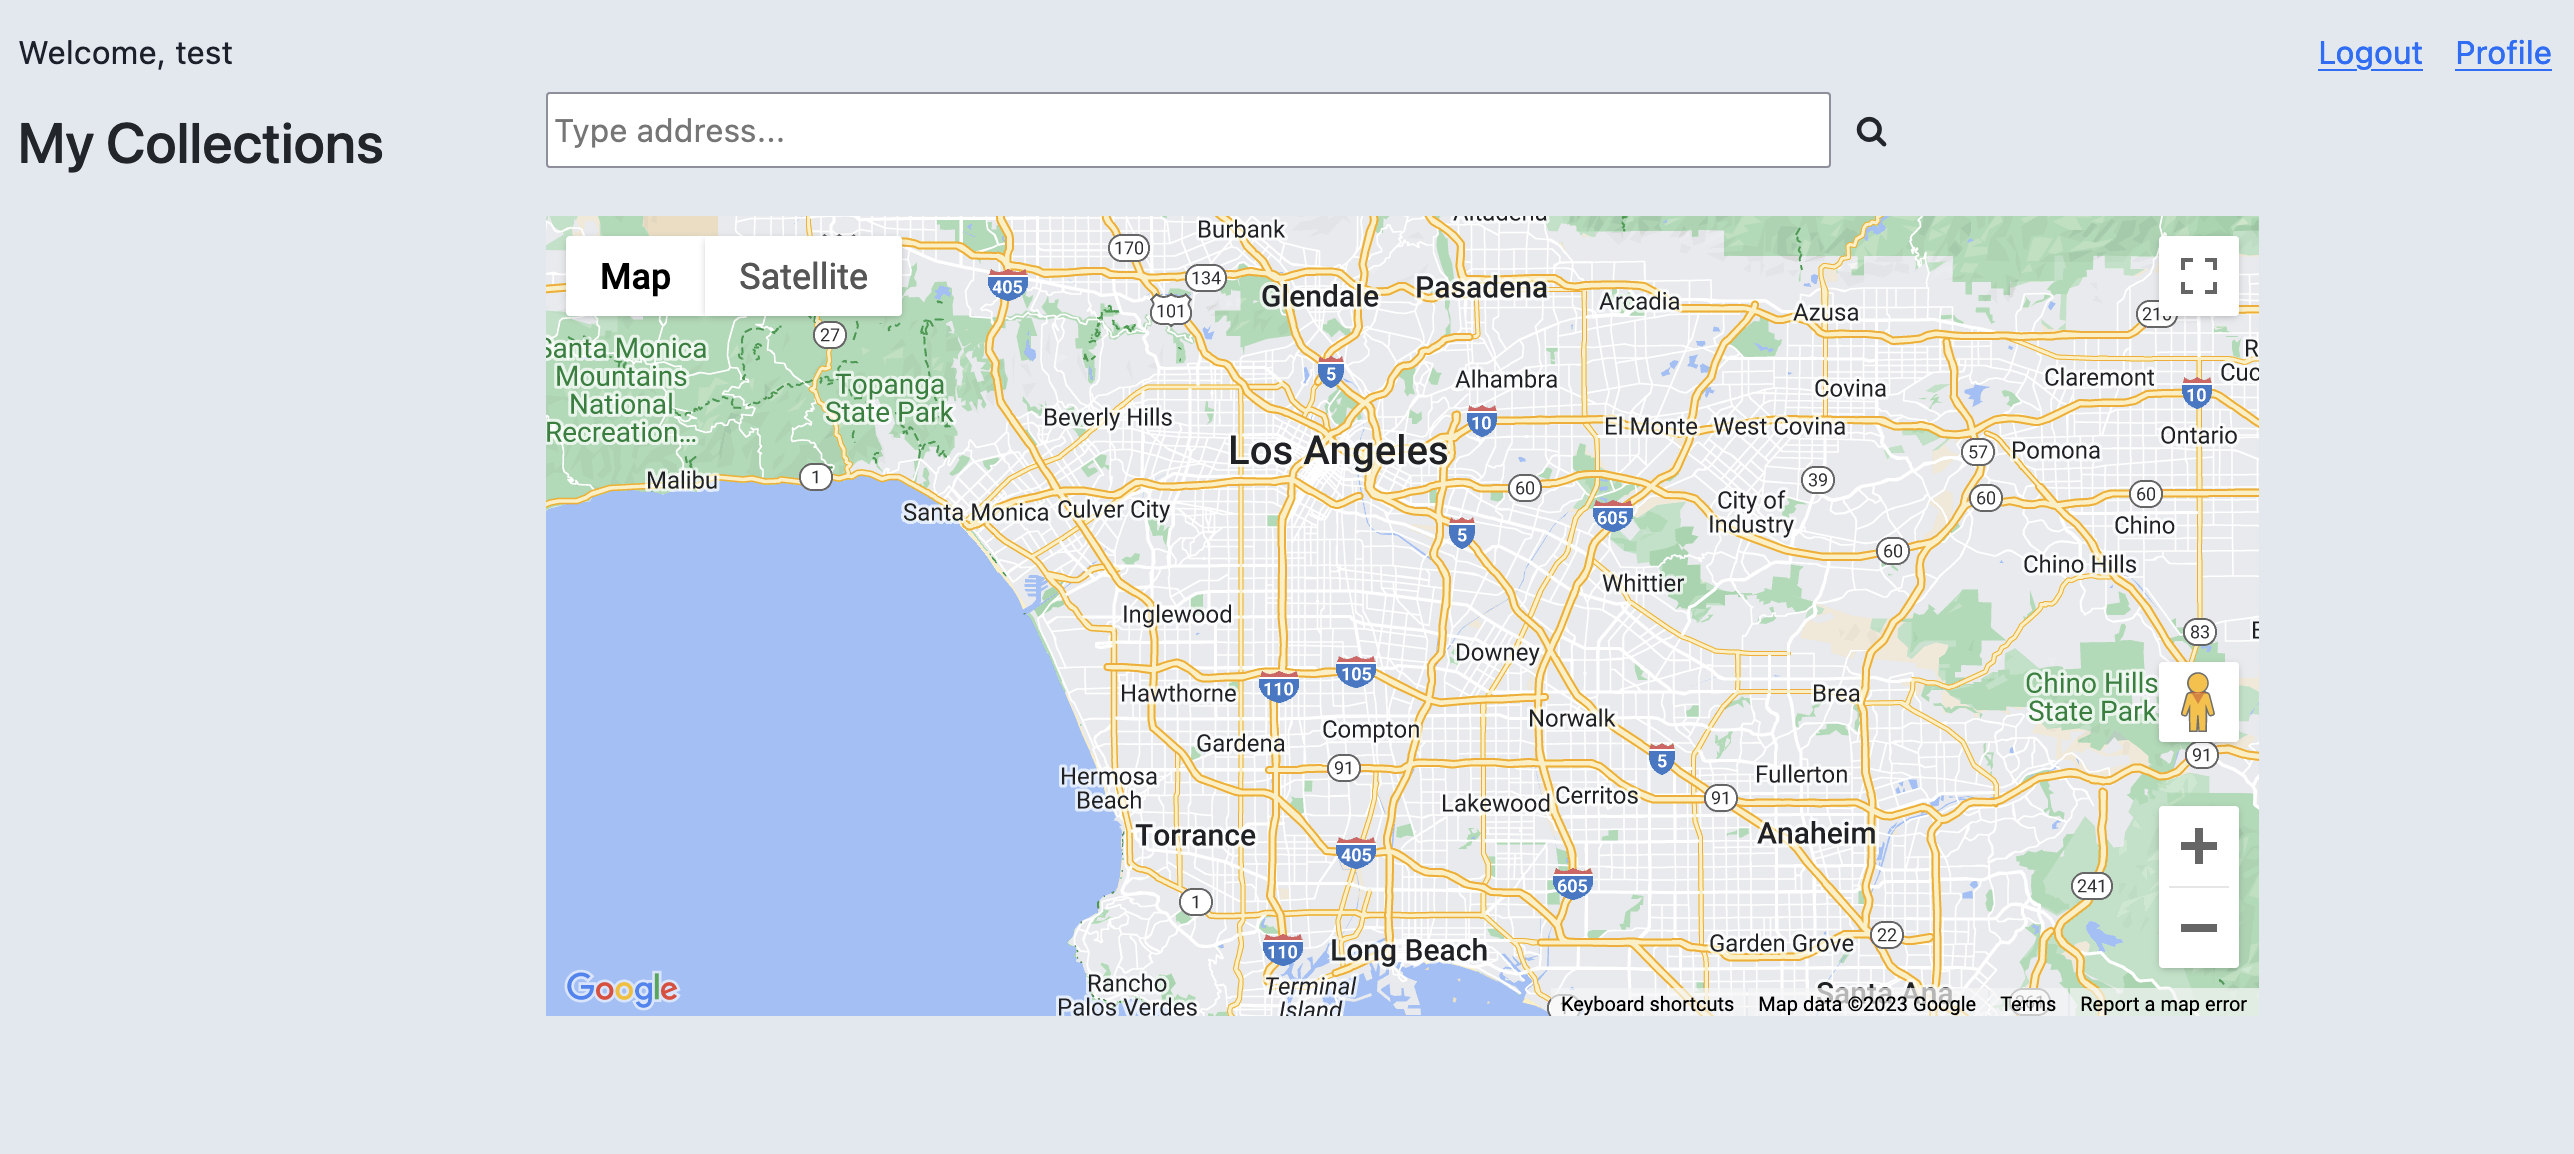 Welcome, test
Logout Profile
My Collections
Type address...
Map Satellite
Burbank
170
134
405
101
Glendale
Pasadena
Arcadia
Azusa
27
Santa Monica
Mountains
National
Recreation...
Topanga
State Park
5
Alhambra
Covina
Claremont
10
Beverly Hills
10
El Monte
West Covina
Ontario
Los Angeles
57
Pomona
Malibu
1
60
39
60
60
Santa Monica
Culver City
605
City of
Industry
5
Chino
60
Chino Hills
Whittier
Inglewood
83
Downey
105
110
Hawthorne
Brea
Chino Hills
State Park
Norwalk
Compton
Gardena
5
91
91
Hermosa
Beach
Fullerton
Lakewood
Cerritos
91
Torrance
Anaheim
405
605
241
1
22
110
Long Beach
Garden Grove
Rancho
Palos Verdes
Terminal
Island
Santa Ana
Google
Keyboard shortcuts Map data ©2023 Google Terms Report a map error